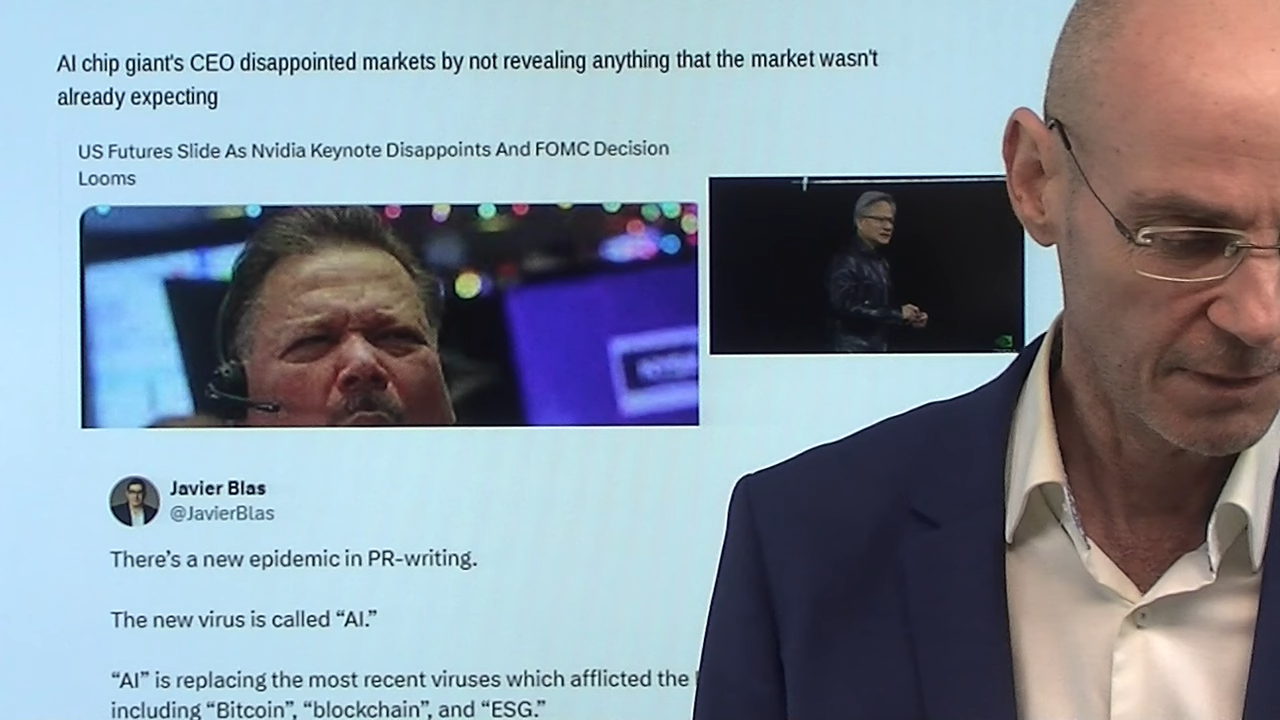 AI chip giant's CEO disappointed markets by not revealing anything that the market wasn't
already expecting
US Futures Slide As Nvidia Keynote Disappoints And FOMC Decision
Looms
Javier Blas
@JavierBlas
There's a new epidemic in PR-writing.
The new virus is called “AI.”
“AI” is replacing the most recent viruses which afflicted the
including “Bitcoin”, “blockchain”, and “ESG.”